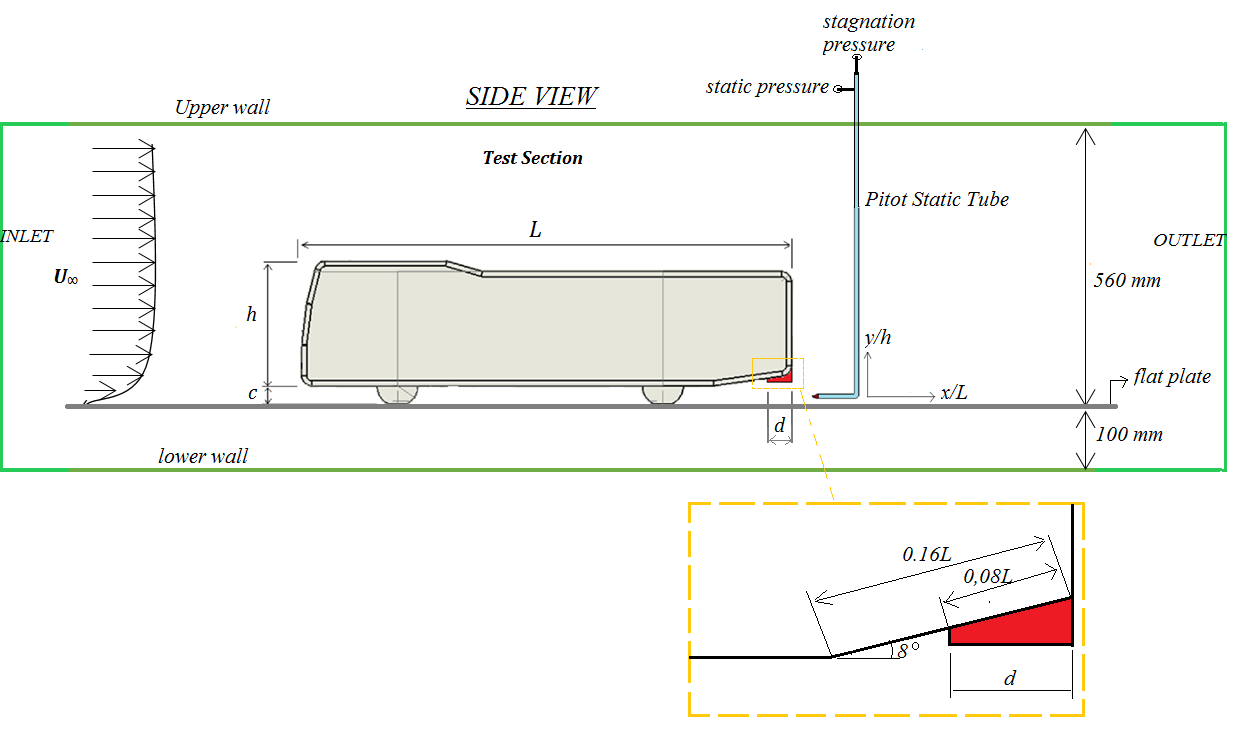 stagnation
pressure
static pressure
SIDE VIEW
Upper wall
Test Section
Pitot Static Tube
L
INLET
OUTLET
U∞
560 mm
h
y/h
c
x/L
flat plate
d
100 mm
lower wall
0.16L
0,08L
8°
d